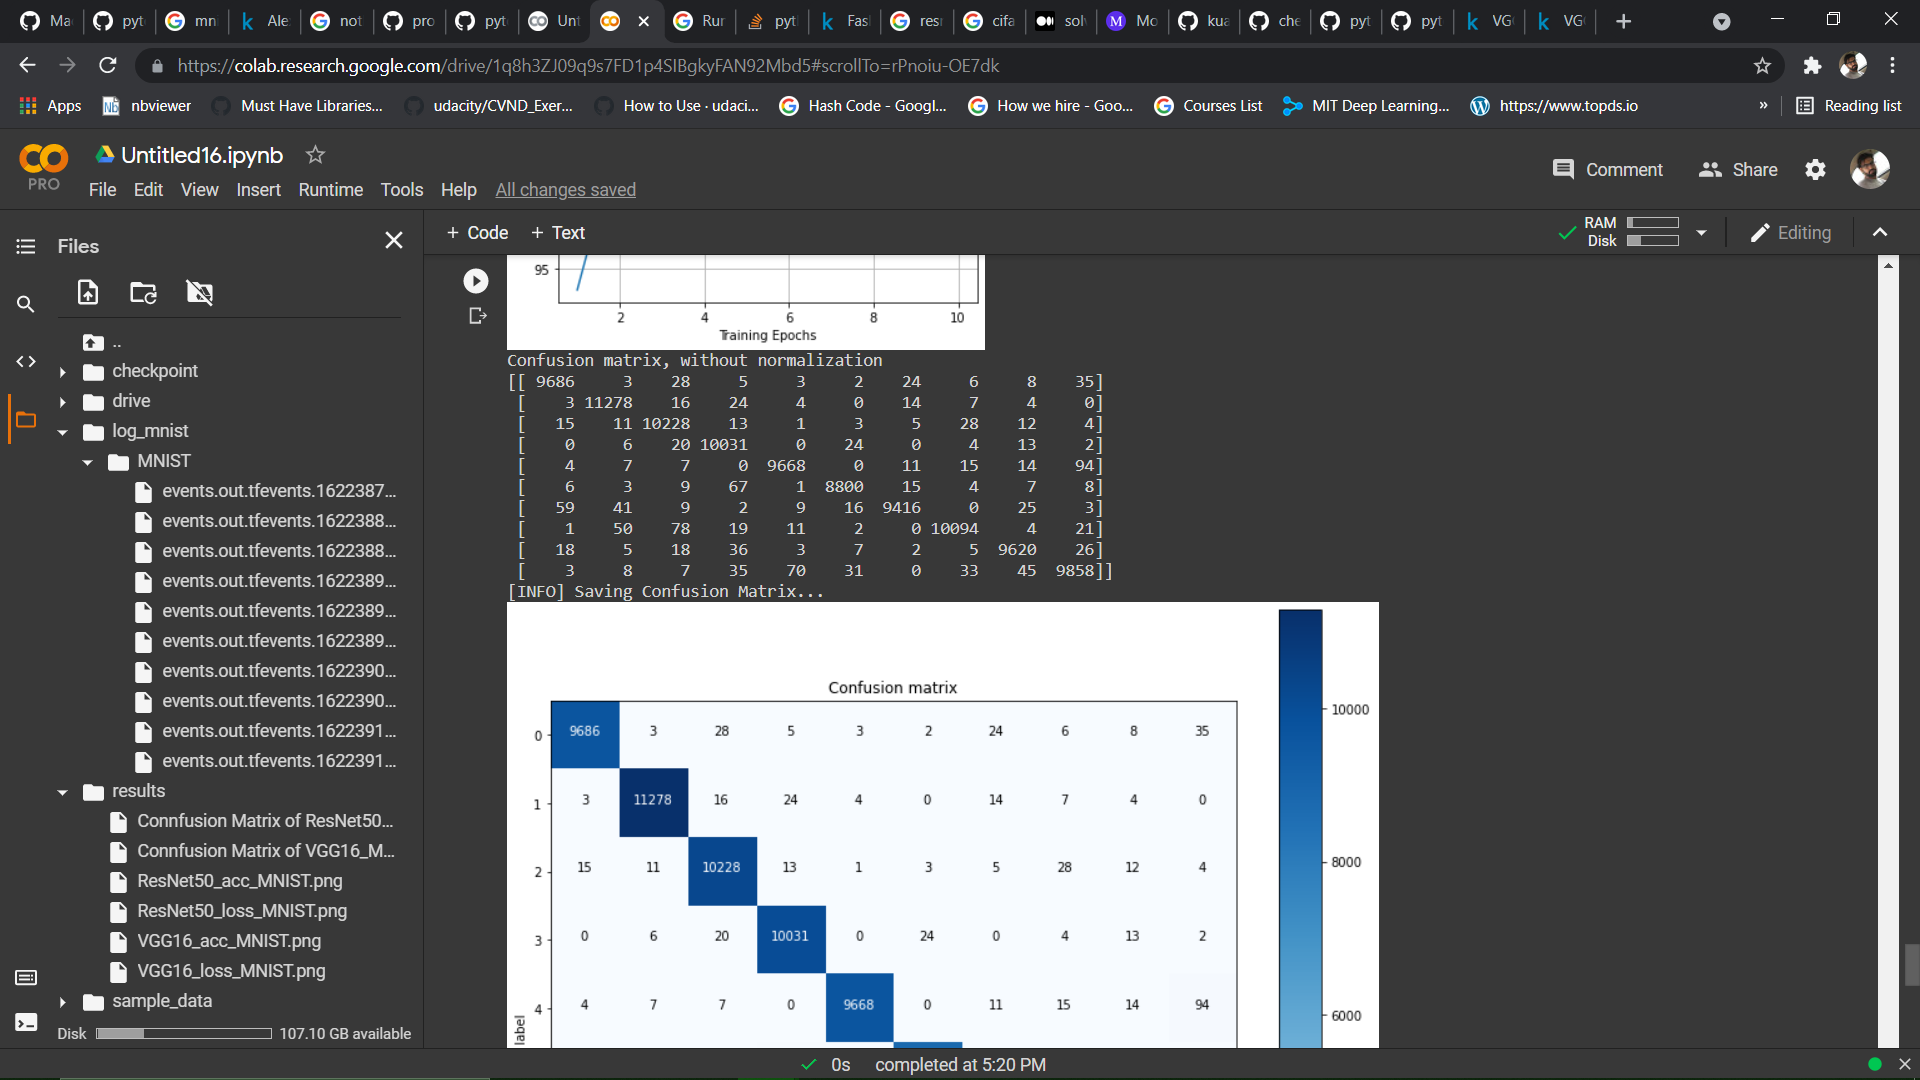 Ma
pyt
mn
Ale
not
pro
pyt
Unt
Rur
pyt
Fas
resr
cifa
solv
Mo
kua
che
pyt
pyt
VG
VG
https://colab.research.google.com/drive/1q8h3ZJ09q9s7FD1p4SIBgkyFAN92Mbd5#scrollTo=rPnoiu-OE7dk
Apps
nbviewer
Must Have Libraries...
udacity/CVND_Exer...
How to Use · udaci...
Hash Code - Googl...
How we hire - Goo...
Courses List
MIT Deep Learning...
https://www.topds.io
»
Reading list
PRO
Untitled16.ipynb
File Edit View Insert Runtime Tools Help All changes saved
Comment
Share
Files
+ Code + Text
RAM
Disk
Editing
..
checkpoint
drive
log_mnist
MNIST
events.out.tfevents.1622387...
events.out.tfevents.1622388...
events.out.tfevents.1622388...
events.out.tfevents.1622389...
events.out.tfevents.1622389...
events.out.tfevents.1622389...
events.out.tfevents.1622390...
events.out.tfevents.1622390...
events.out.tfevents.1622391...
events.out.tfevents.1622391...
results
Connfusion Matrix of ResNet50...
Connfusion Matrix of VGG16_M...
ResNet50_acc_MNIST.png
ResNet50_loss_MNIST.png
VGG16_acc_MNIST.png
VGG16_loss_MNIST.png
sample_data
Disk 107.10 GB available
95
2 4 6 8 10
Training Epochs
Confusion matrix, without normalization
[[ 9686 3 28 5 3 2 24 6 8 35]
[ 3 11278 16 24 4 0 14 7 4 0]
[ 15 11 10228 13 1 3 5 28 12 4]
[ 0 6 20 10031 0 24 0 4 13 2]
[ 4 7 7 0 9668 0 11 15 14 94]
[ 6 3 9 67 1 8800 15 4 7 8]
[ 59 41 9 2 9 16 9416 0 25 3]
[ 1 50 78 19 11 2 0 10094 4 21]
[ 18 5 18 36 3 7 2 5 9620 26]
[ 3 8 7 35 70 31 0 33 45 9858]]
[INFO] Saving Confusion Matrix...
Confusion matrix
0 9686 3 28 5 3 2 24 6 8 35
1 3 11278 16 24 4 0 14 7 4 0
2 15 11 10228 13 1 3 5 28 12 4
3 0 6 20 10031 0 24 0 4 13 2
4 4 7 7 0 9668 0 11 15 14 94
label
10000
8000
6000
0s completed at 5:20 PM